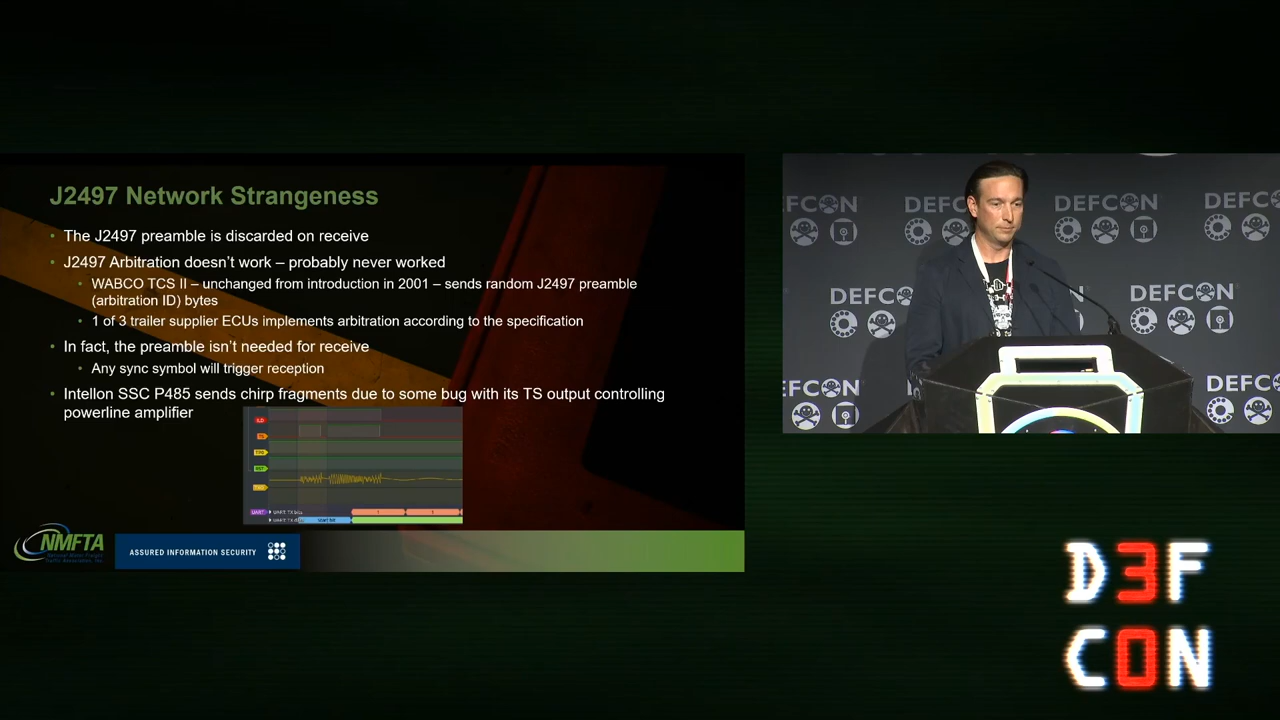 J2497 Network Strangeness
• The J2497 preamble is discarded on receive
• J2497 Arbitration doesn't work – probably never worked
• WABCO TCS II – unchanged from introduction in 2001 – sends random J2497 preamble
(arbitration ID) bytes
• 1 of 3 trailer supplier ECUs implements arbitration according to the specification
• In fact, the preamble isn't needed for receive
• Any sync symbol will trigger reception
• Intellon SSC P485 sends chirp fragments due to some bug with its TS output controlling
powerline amplifier
UART
Start bit
NMFTA
ASSURED INFORMATION SECURITY
DEFCON
DEFCON
DEFCON
DEFCON
DEFCON
D3F
C0N